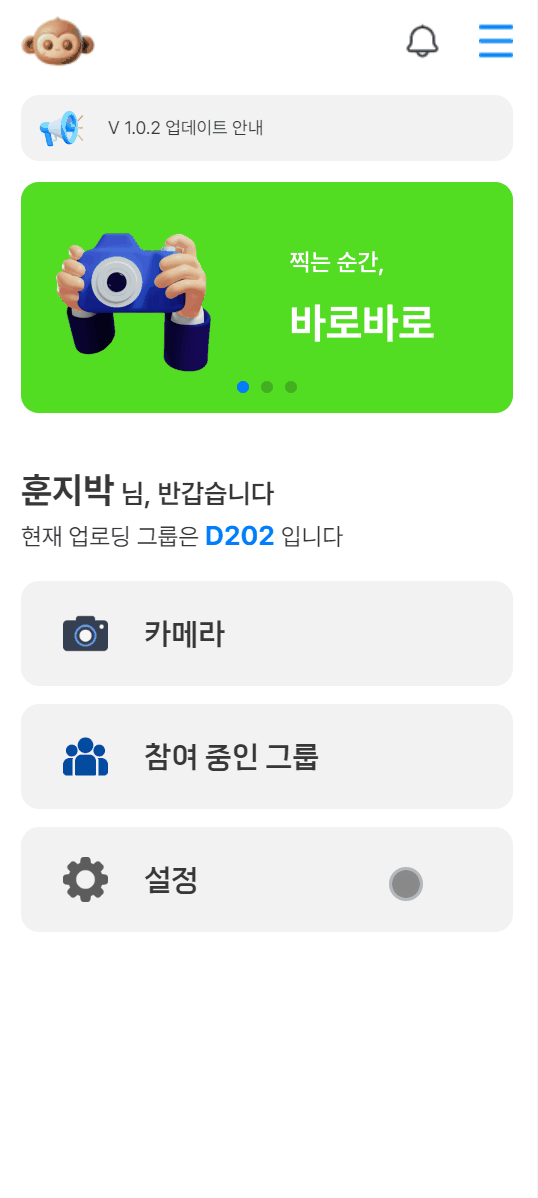 V 1.0.2 업데이트 안내
찍는 순간,
바로바로
훈지박 님, 반갑습니다
현재 업로딩 그룹은 D202 입니다
카메라
참여 중인 그룹
설정